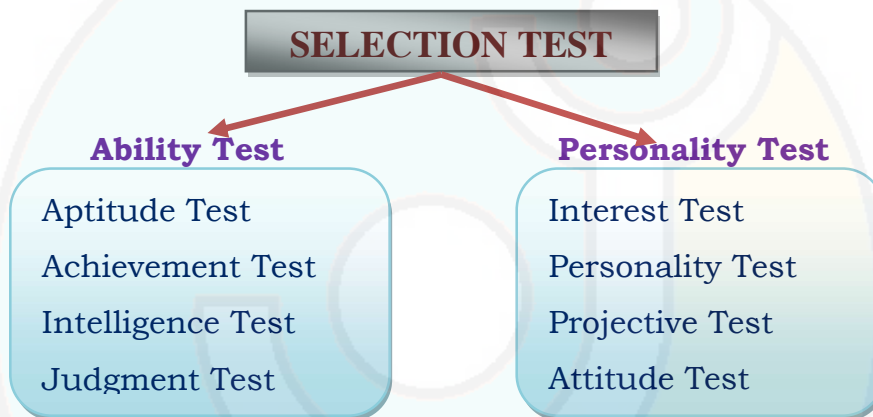 SELECTION TEST
Ability Test
Aptitude Test
Achievement Test
Intelligence Test
Judgment Test
Personality Test
Interest Test
Personality Test
Projective Test
Attitude Test